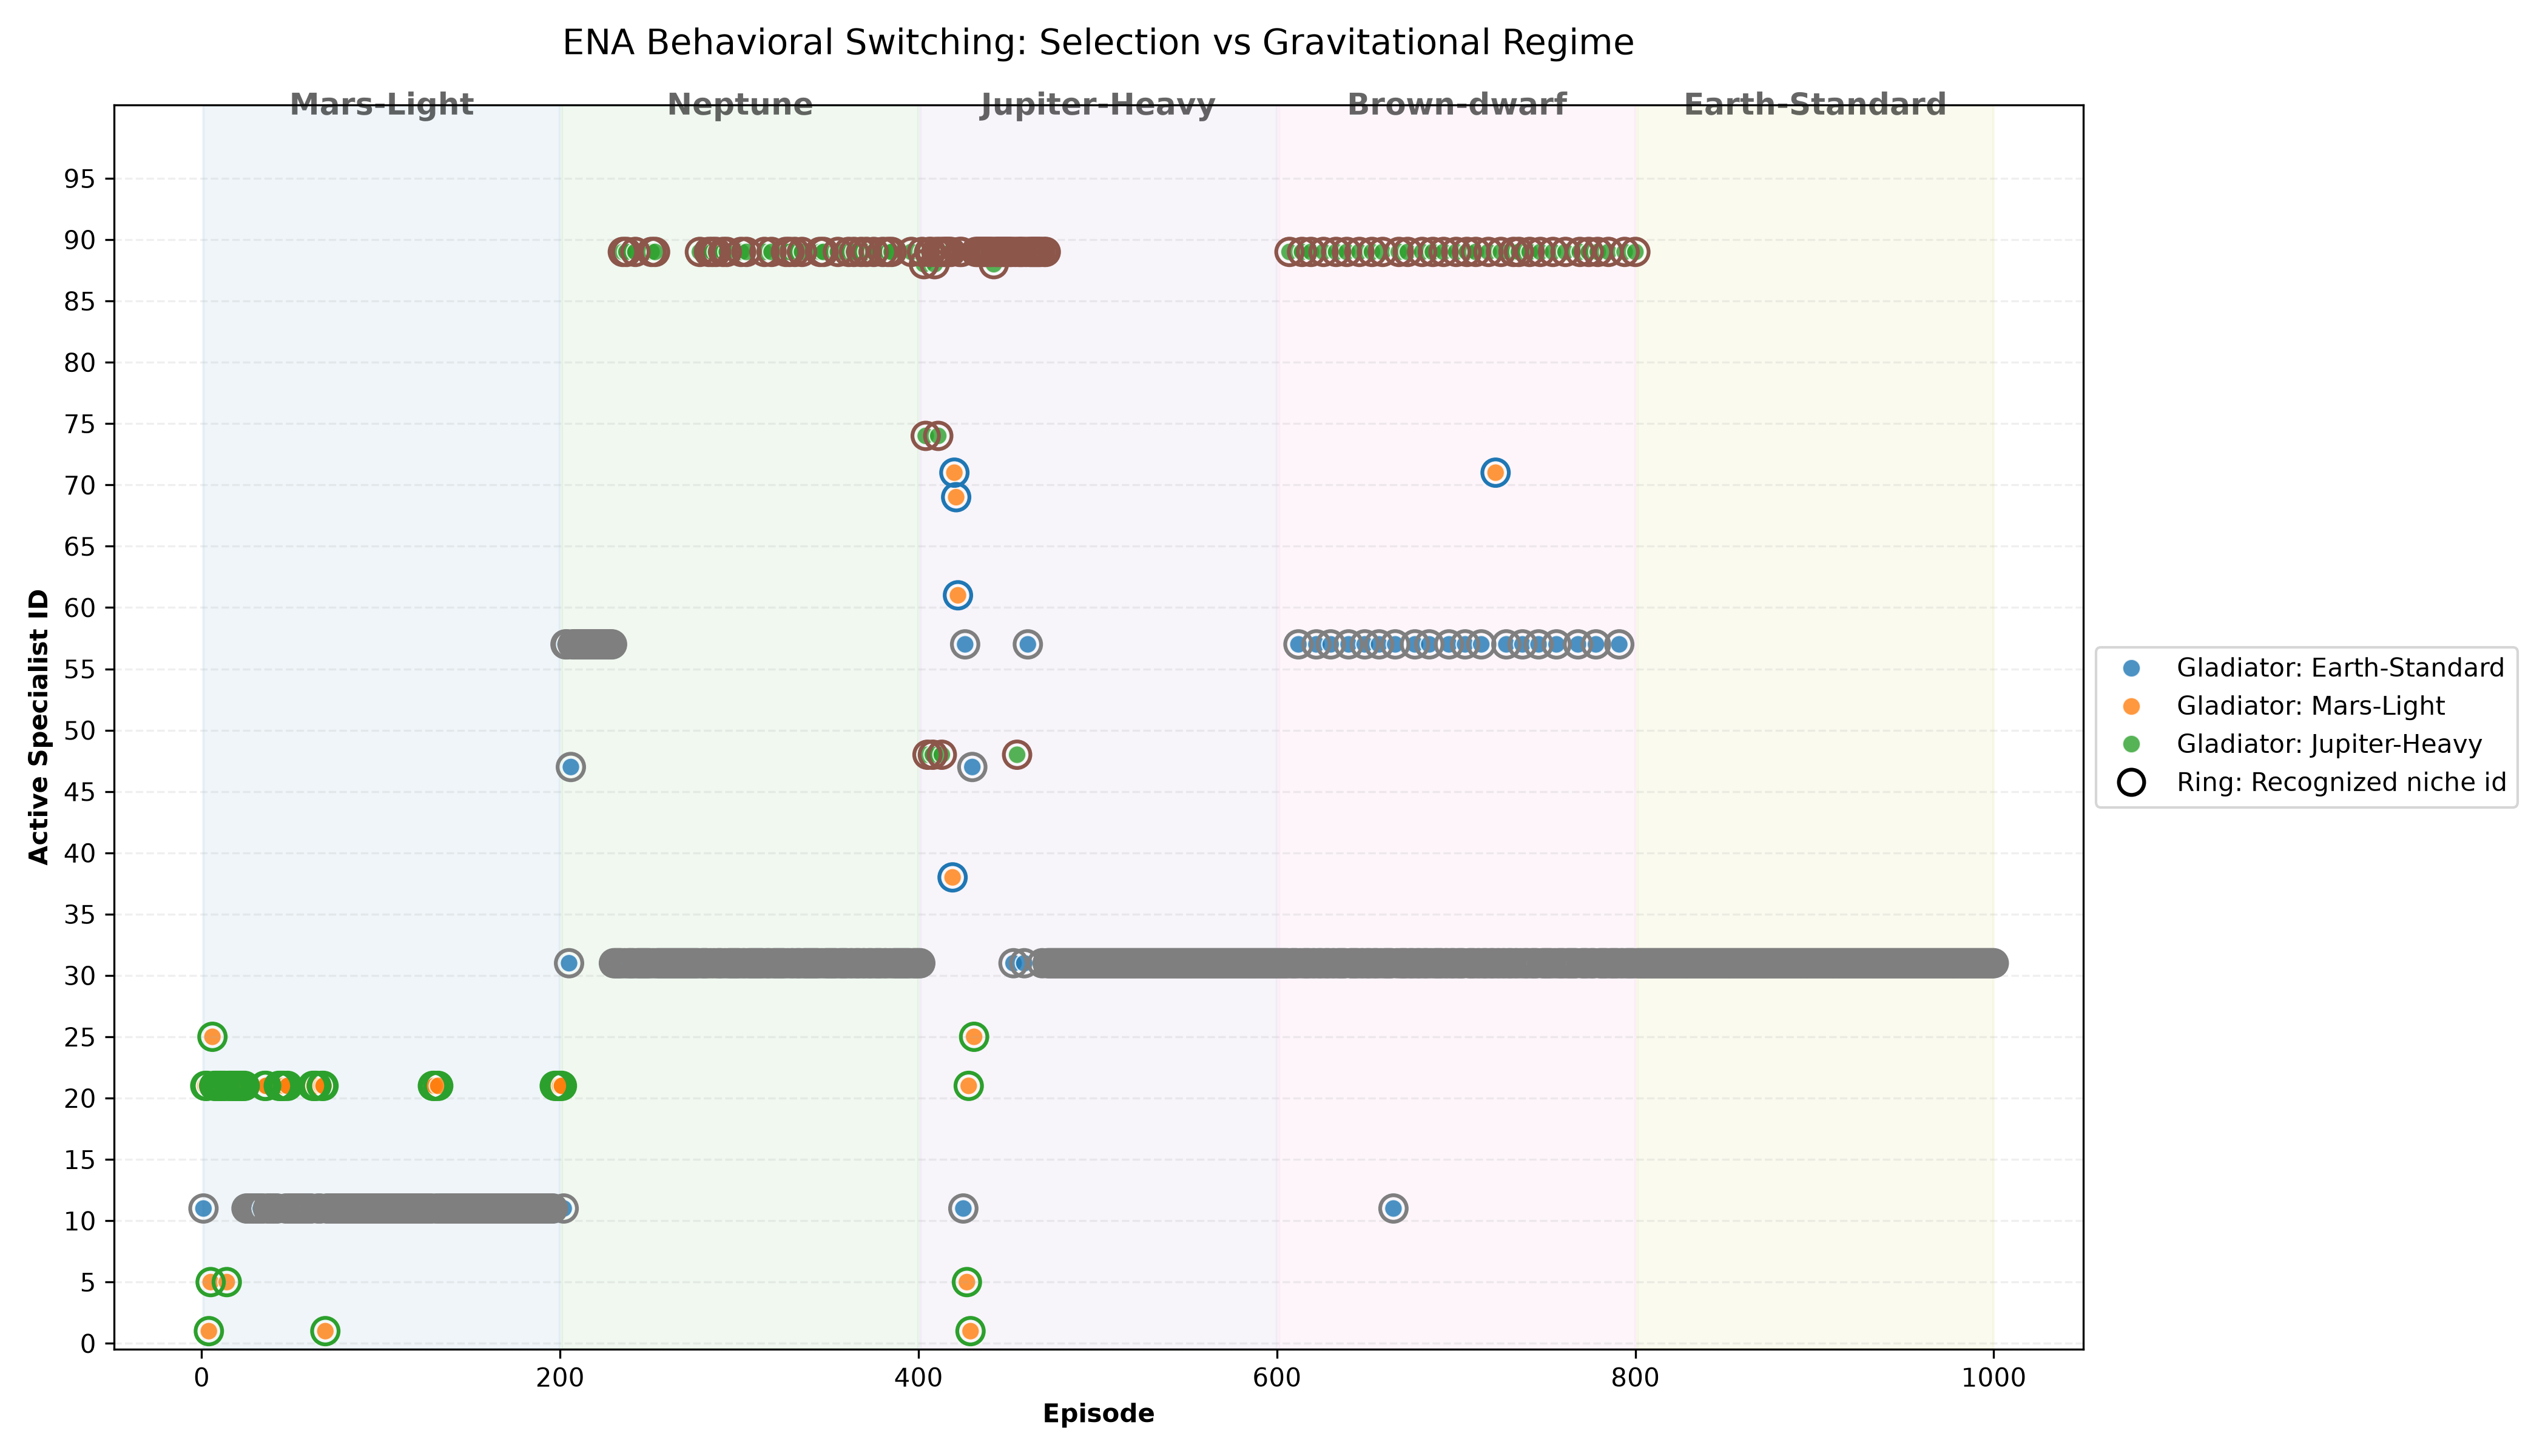 ENA Behavioral Switching: Selection vs Gravitational Regime
Mars-Light Neptune Jupiter-Heavy Brown-dwarf Earth-Standard
95
90
85
80
75
70
65
60
55
50
45
40
35
30
25
20
15
10
5
0
Active Specialist ID
0 200 400 600 800 1000
Episode
Gladiator: Earth-Standard
Gladiator: Mars-Light
Gladiator: Jupiter-Heavy
Ring: Recognized niche id